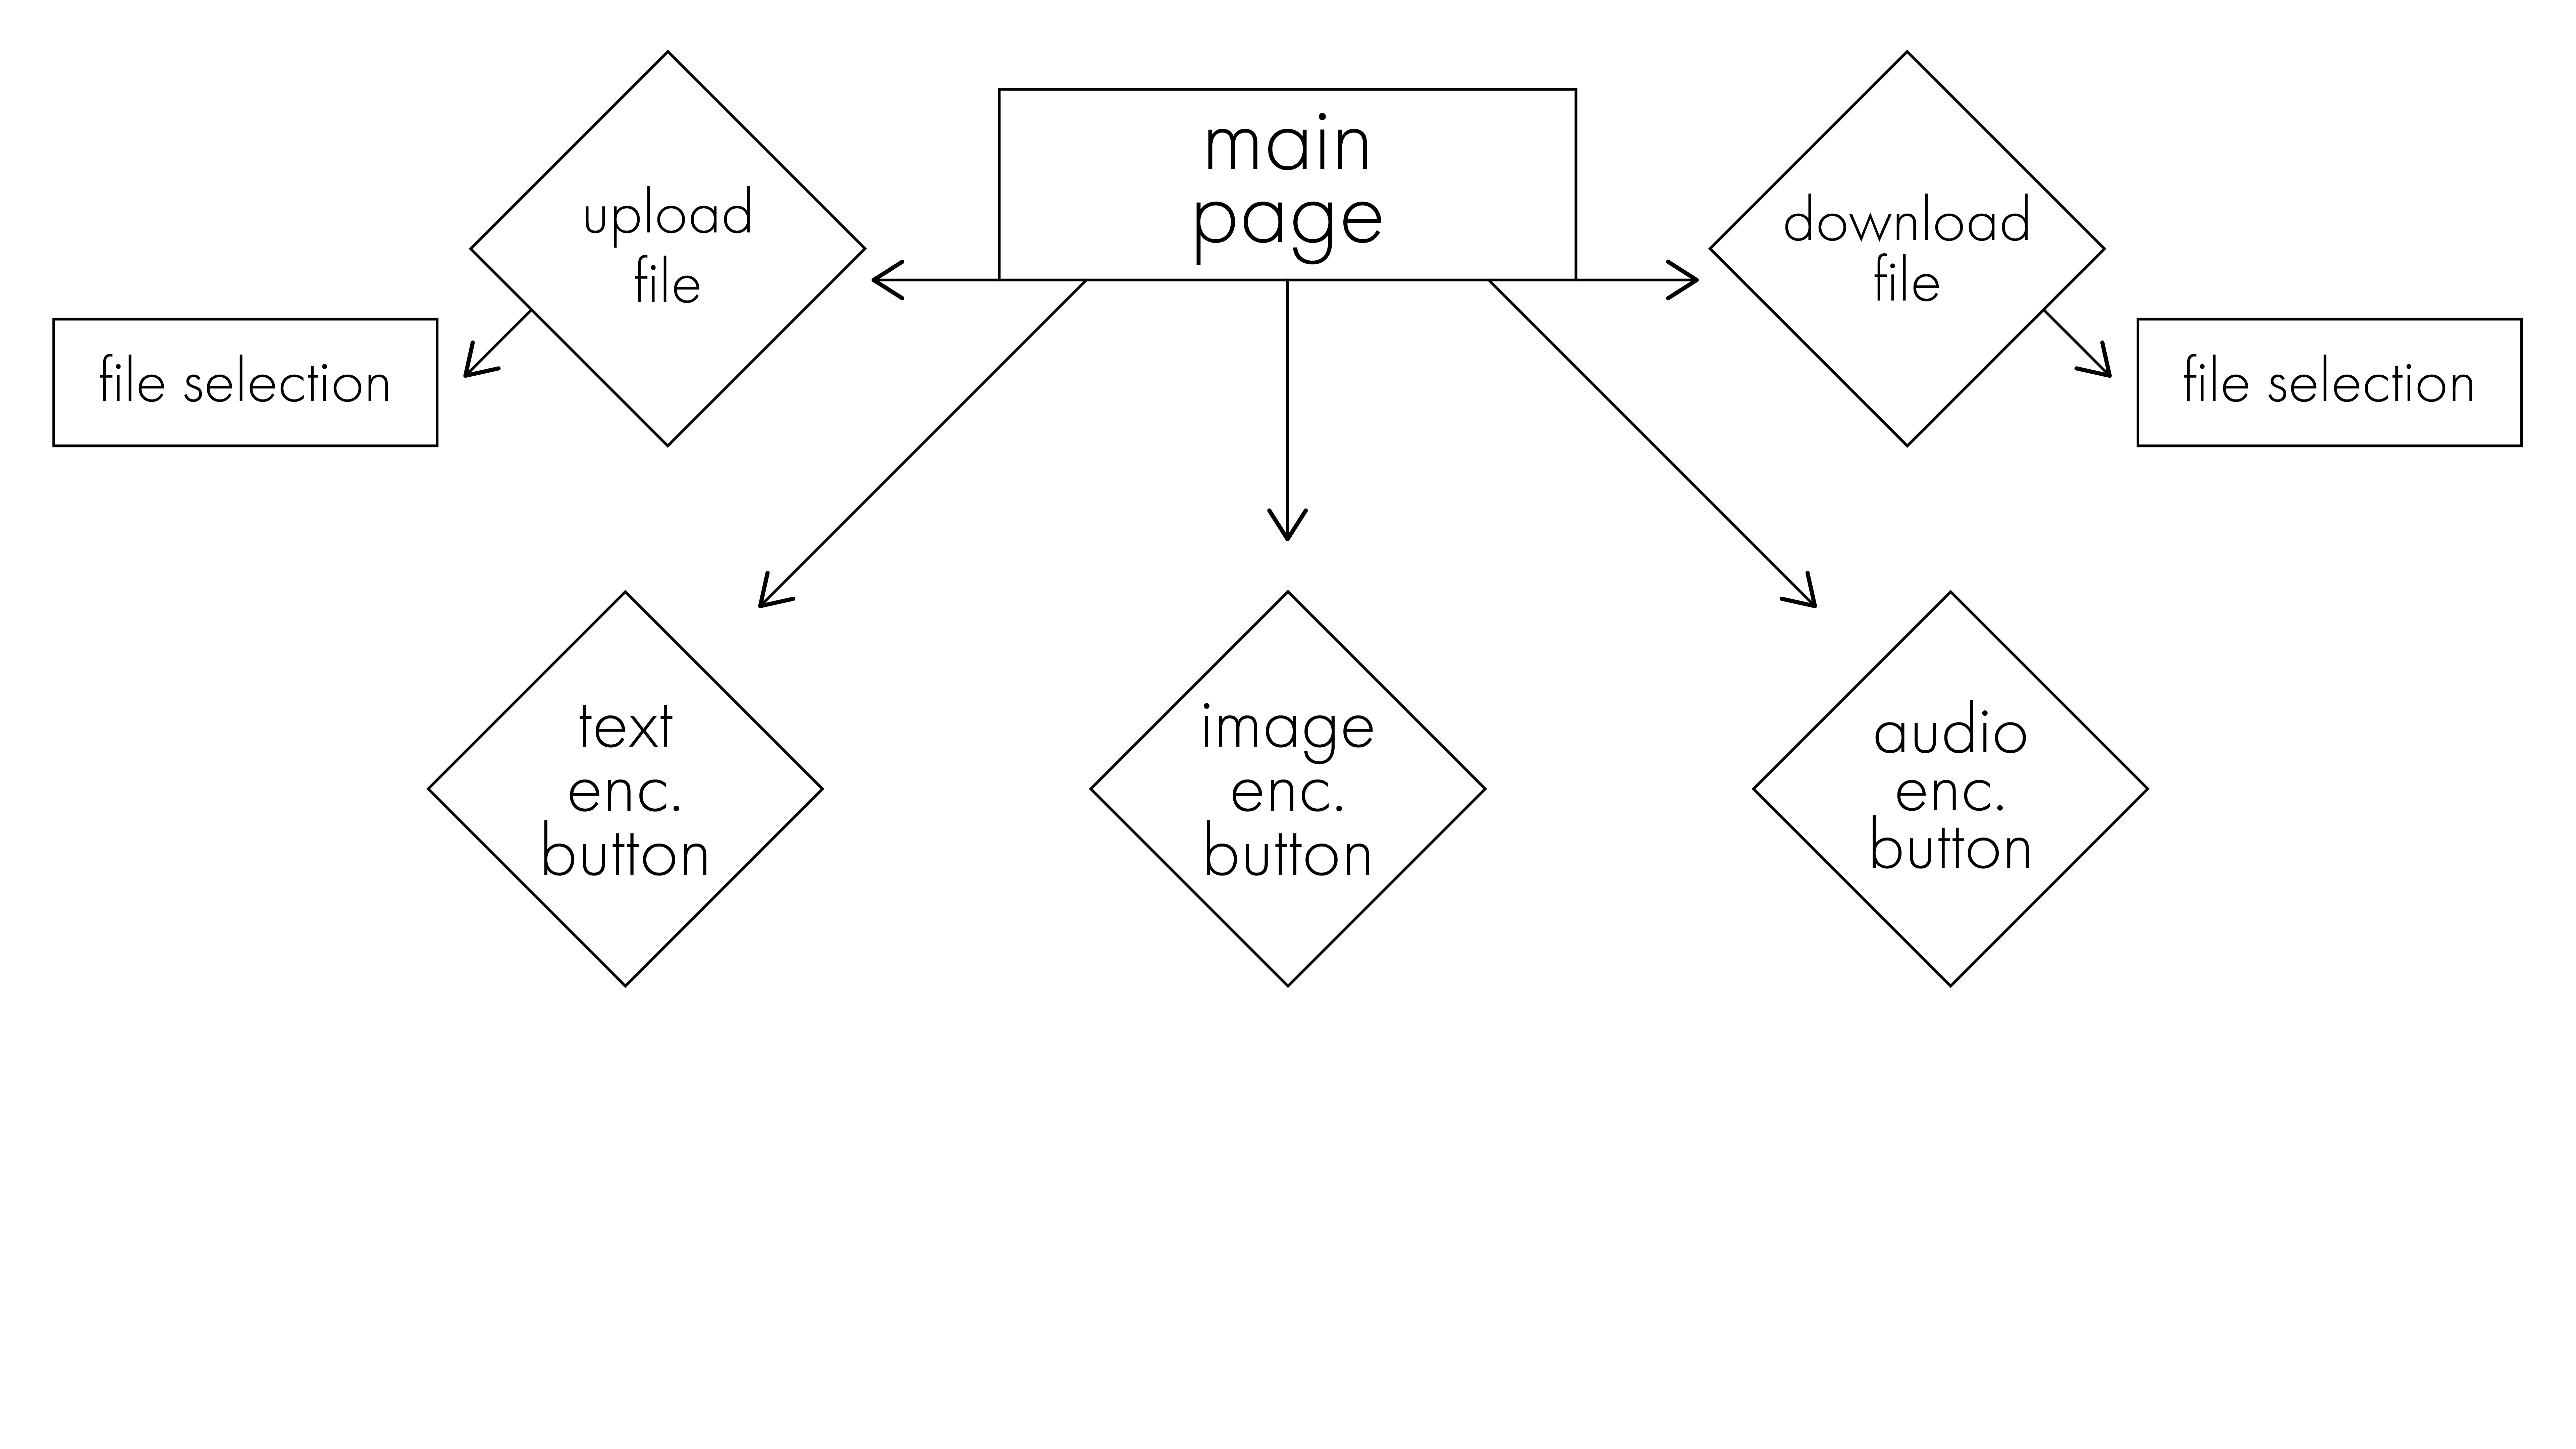 upload
file
main
page
download
file
file selection
file selection
text
enc.
button
image
enc.
button
audio
enc.
button